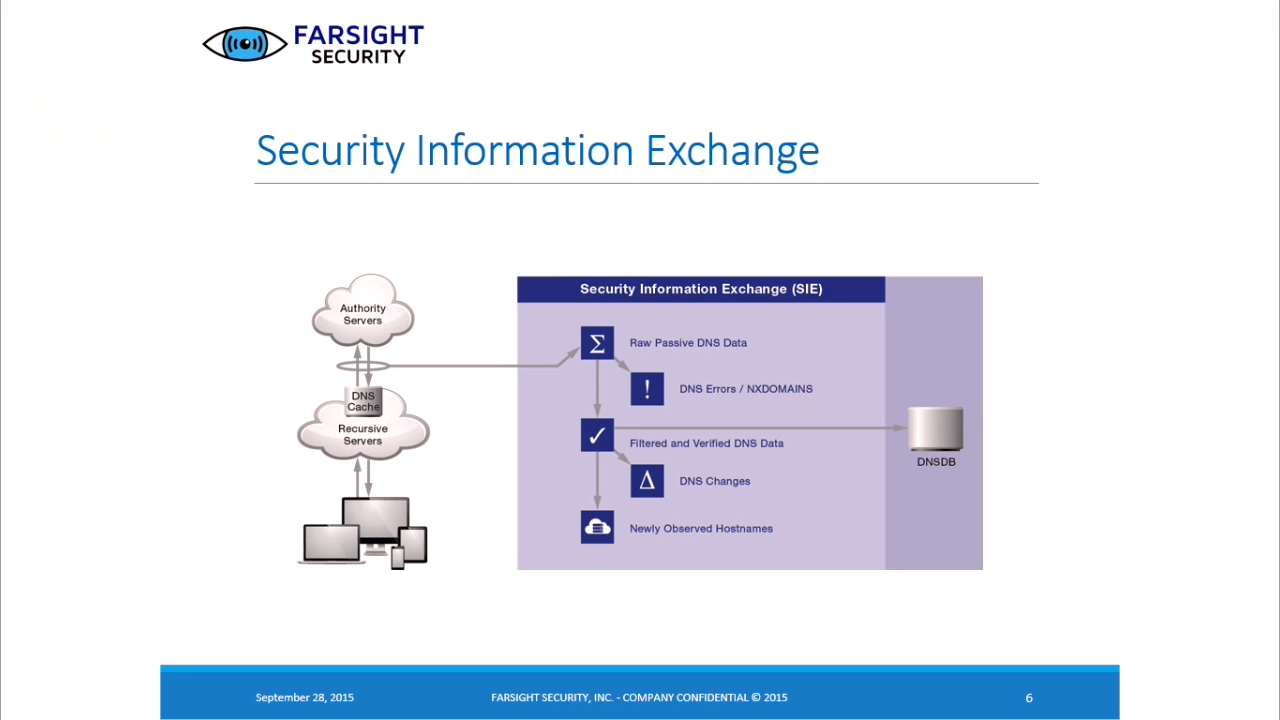 FARSIGHT
SECURITY
Security Information Exchange
Authority
Servers
DNS
Cache
Recursive
Servers
Security Information Exchange (SIE)
Σ
Raw Passive DNS Data
!
DNS Errors / NXDOMAINS
✓
Filtered and Verified DNS Data
Δ
DNS Changes
Newly Observed Hostnames
DNSDB
September 28, 2015
FARSIGHT SECURITY, INC. - COMPANY CONFIDENTIAL © 2015
6